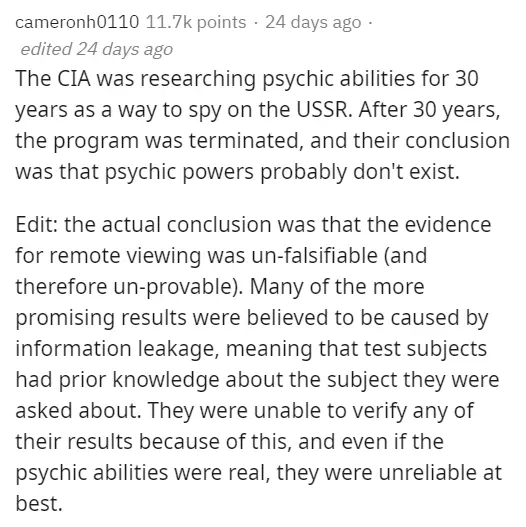 cameronh0110 11.7k points · 24 days ago ·
edited 24 days ago
The CIA was researching psychic abilities for 30
years as a way to spy on the USSR. After 30 years,
the program was terminated, and their conclusion
was that psychic powers probably don't exist.
Edit: the actual conclusion was that the evidence
for remote viewing was un-falsifiable (and
therefore un-provable). Many of the more
promising results were believed to be caused by
information leakage, meaning that test subjects
had prior knowledge about the subject they were
asked about. They were unable to verify any of
their results because of this, and even if the
psychic abilities were real, they were unreliable at
best.